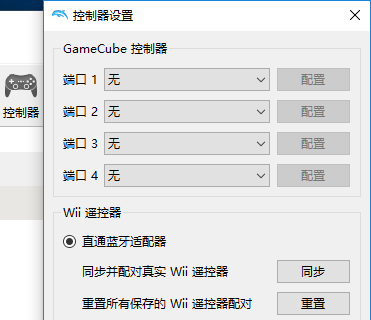 控制器设置
GameCube 控制器
控制器
端口 1 无 配置
端口 2 无 配置
端口 3 无 配置
端口 4 无 配置
Wii 遥控器
直通蓝牙适配器
同步并配对真实 Wii 遥控器 同步
重置所有保存的 Wii 遥控器配对 重置